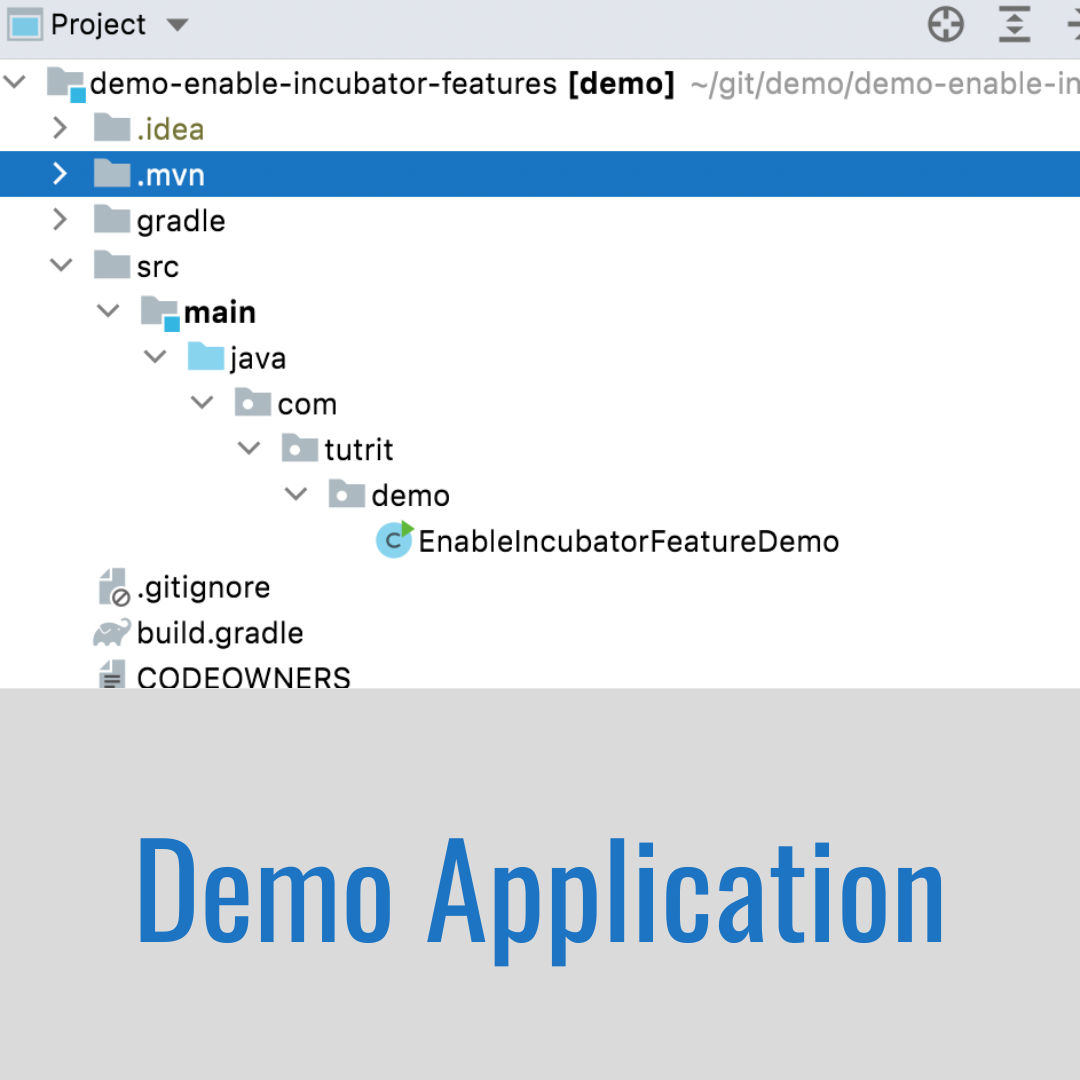 Project
demo-enable-incubator-features [demo] ~/git/demo/demo-enable-in
.idea
.mvn
gradle
src
main
java
com
tutrit
demo
C EnableIncubatorFeatureDemo
.gitignore
build.gradle
CODEOWNERS
Demo Application